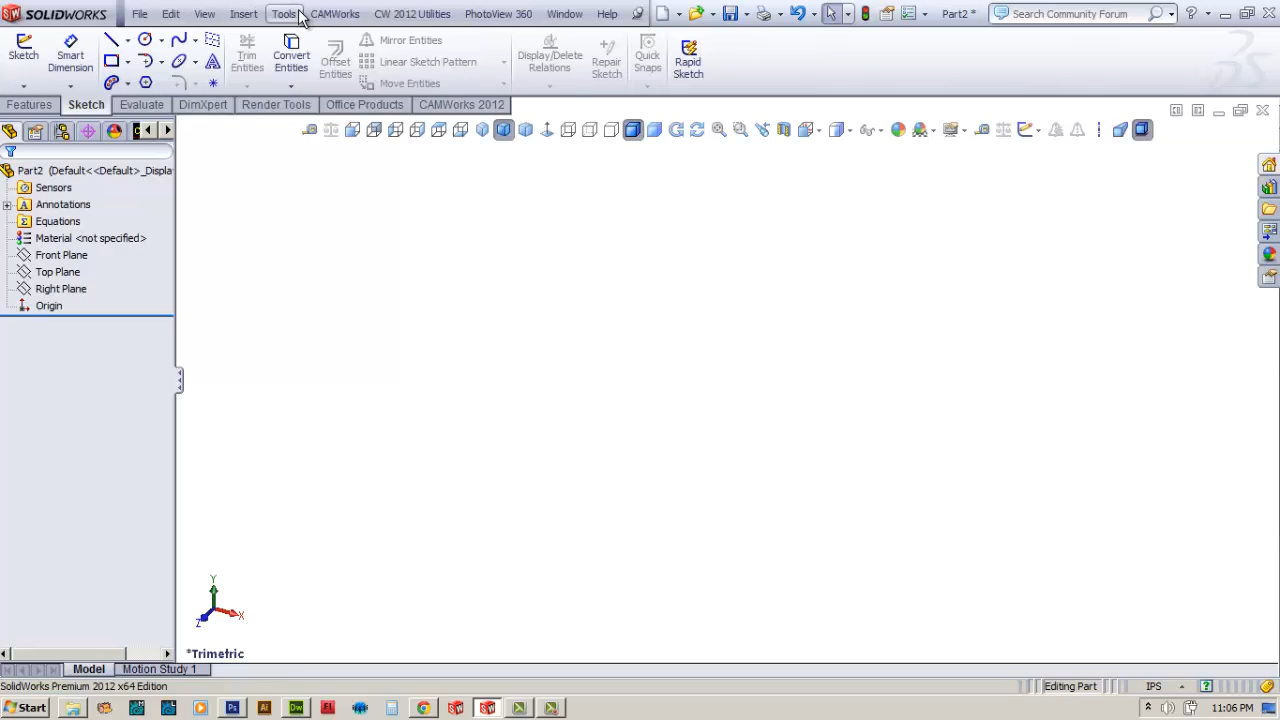 SOLIDWORKS File Edit View Insert Tools CAMWorks CW 2012 Utilities PhotoView 360 Window Help Part2 * Search Community Forum
Sketch Smart Dimension Trim Entities Convert Entities Offset Entities Mirror Entities Linear Sketch Pattern Move Entities Display/Delete Relations Repair Sketch Quick Snaps Rapid Sketch
Features Sketch Evaluate DimXpert Render Tools Office Products CAMWorks 2012
Part2 (Default<<Default>_Displa
Sensors
Annotations
Equations
Material <not specified>
Front Plane
Top Plane
Right Plane
Origin
Y
X
Z
*Trimetric
Model Motion Study 1
SolidWorks Premium 2012 x64 Edition Editing Part IPS
Start Ps Ai Dw FL 11:06 PM